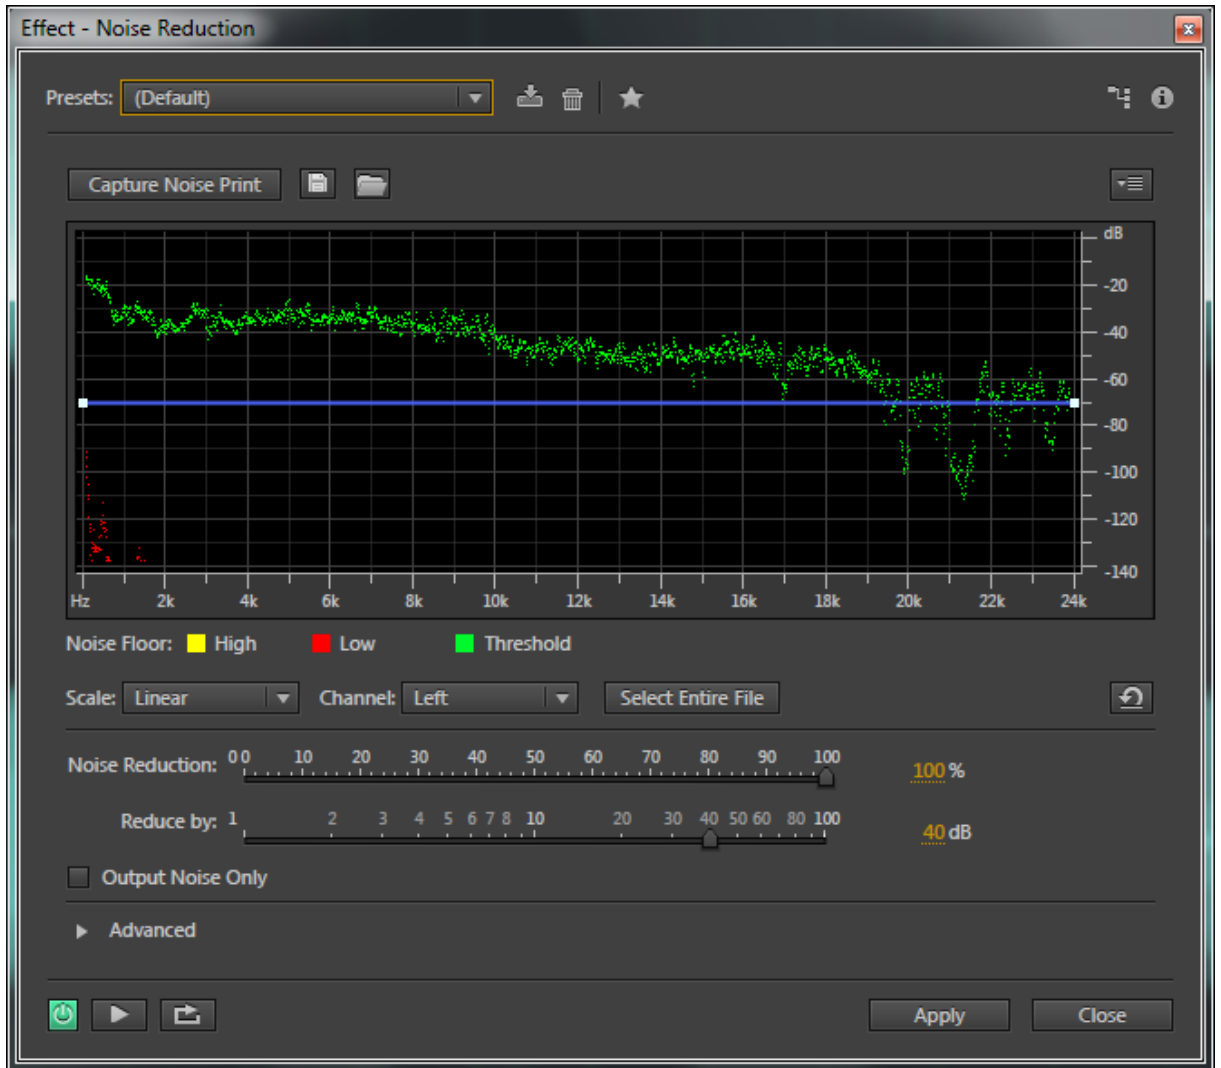 Effect - Noise Reduction
Presets: (Default)
Capture Noise Print
dB
-20
-40
-60
-80
-100
-120
-140
Hz 2k 4k 6k 8k 10k 12k 14k 16k 18k 20k 22k 24k
Noise Floor: High Low Threshold
Scale: Linear Channel: Left Select Entire File
0 0 10 20 30 40 50 60 70 80 90 100
Noise Reduction: 100 %
Reduce by: 1 2 3 4 5 6 7 8 10 20 30 40 50 60 80 100
40 dB
Output Noise Only
Advanced
Apply Close